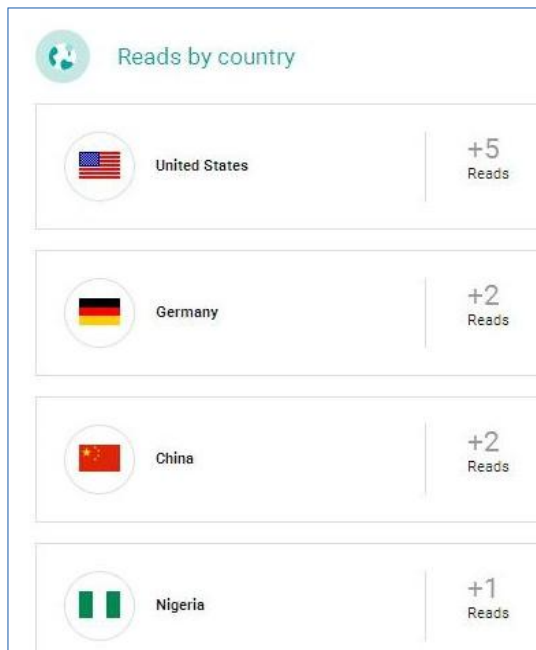 Reads by country
United States
+5
Reads
Germany
+2
Reads
China
+2
Reads
Nigeria
+1
Reads